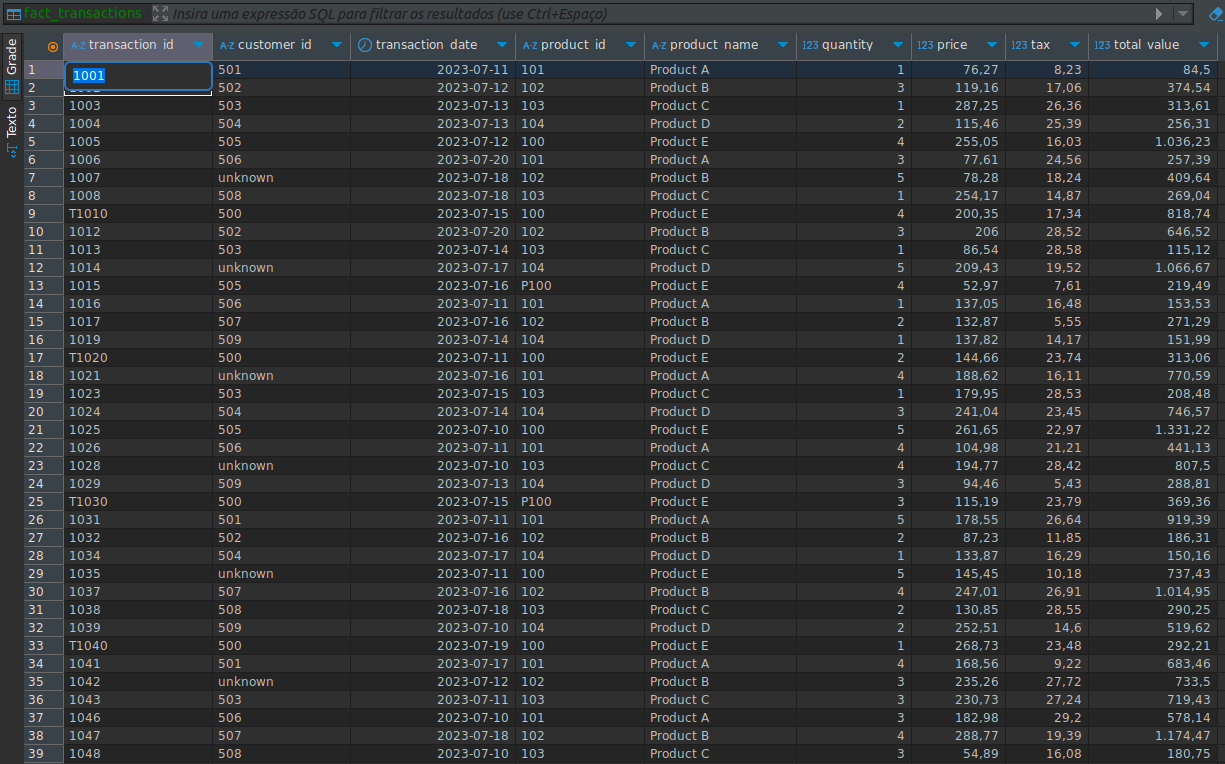 fact_transactions Insira uma expressão SQL para filtrar os resultados (use Ctrl+Espaço)
Grade
Texto
A-Z transaction_id A-Z customer_id transaction_date A-Z product_id A-Z product_name 123 quantity 123 price 123 tax 123 total_value
1 1001 501 2023-07-11 101 Product A 1 76,27 8,23 84,5
2 502 2023-07-12 102 Product B 3 119,16 17,06 374,54
3 1003 503 2023-07-13 103 Product C 1 287,25 26,36 313,61
4 1004 504 2023-07-13 104 Product D 2 115,46 25,39 256,31
5 1005 505 2023-07-12 100 Product E 4 255,05 16,03 1.036,23
6 1006 506 2023-07-20 101 Product A 3 77,61 24,56 257,39
7 1007 unknown 2023-07-18 102 Product B 5 78,28 18,24 409,64
8 1008 508 2023-07-18 103 Product C 1 254,17 14,87 269,04
9 T1010 500 2023-07-15 100 Product E 4 200,35 17,34 818,74
10 1012 502 2023-07-20 102 Product B 3 206 28,52 646,52
11 1013 503 2023-07-14 103 Product C 1 86,54 28,58 115,12
12 1014 unknown 2023-07-17 104 Product D 5 209,43 19,52 1.066,67
13 1015 505 2023-07-16 P100 Product E 4 52,97 7,61 219,49
14 1016 506 2023-07-11 101 Product A 1 137,05 16,48 153,53
15 1017 507 2023-07-16 102 Product B 2 132,87 5,55 271,29
16 1019 509 2023-07-14 104 Product D 1 137,82 14,17 151,99
17 T1020 500 2023-07-11 100 Product E 2 144,66 23,74 313,06
18 1021 unknown 2023-07-16 101 Product A 4 188,62 16,11 770,59
19 1023 503 2023-07-15 103 Product C 1 179,95 28,53 208,48
20 1024 504 2023-07-14 104 Product D 3 241,04 23,45 746,57
21 1025 505 2023-07-10 100 Product E 5 261,65 22,97 1.331,22
22 1026 506 2023-07-11 101 Product A 4 104,98 21,21 441,13
23 1028 unknown 2023-07-10 103 Product C 4 194,77 28,42 807,5
24 1029 509 2023-07-13 104 Product D 3 94,46 5,43 288,81
25 T1030 500 2023-07-15 P100 Product E 3 115,19 23,79 369,36
26 1031 501 2023-07-11 101 Product A 5 178,55 26,64 919,39
27 1032 502 2023-07-16 102 Product B 2 87,23 11,85 186,31
28 1034 504 2023-07-17 104 Product D 1 133,87 16,29 150,16
29 1035 unknown 2023-07-11 100 Product E 5 145,45 10,18 737,43
30 1037 507 2023-07-16 102 Product B 4 247,01 26,91 1.014,95
31 1038 508 2023-07-18 103 Product C 2 130,85 28,55 290,25
32 1039 509 2023-07-10 104 Product D 2 252,51 14,6 519,62
33 T1040 500 2023-07-19 100 Product E 1 268,73 23,48 292,21
34 1041 501 2023-07-17 101 Product A 4 168,56 9,22 683,46
35 1042 unknown 2023-07-12 102 Product B 3 235,26 27,72 733,5
36 1043 503 2023-07-11 103 Product C 3 230,73 27,24 719,43
37 1046 506 2023-07-10 101 Product A 3 182,98 29,2 578,14
38 1047 507 2023-07-18 102 Product B 4 288,77 19,39 1.174,47
39 1048 508 2023-07-10 103 Product C 3 54,89 16,08 180,75